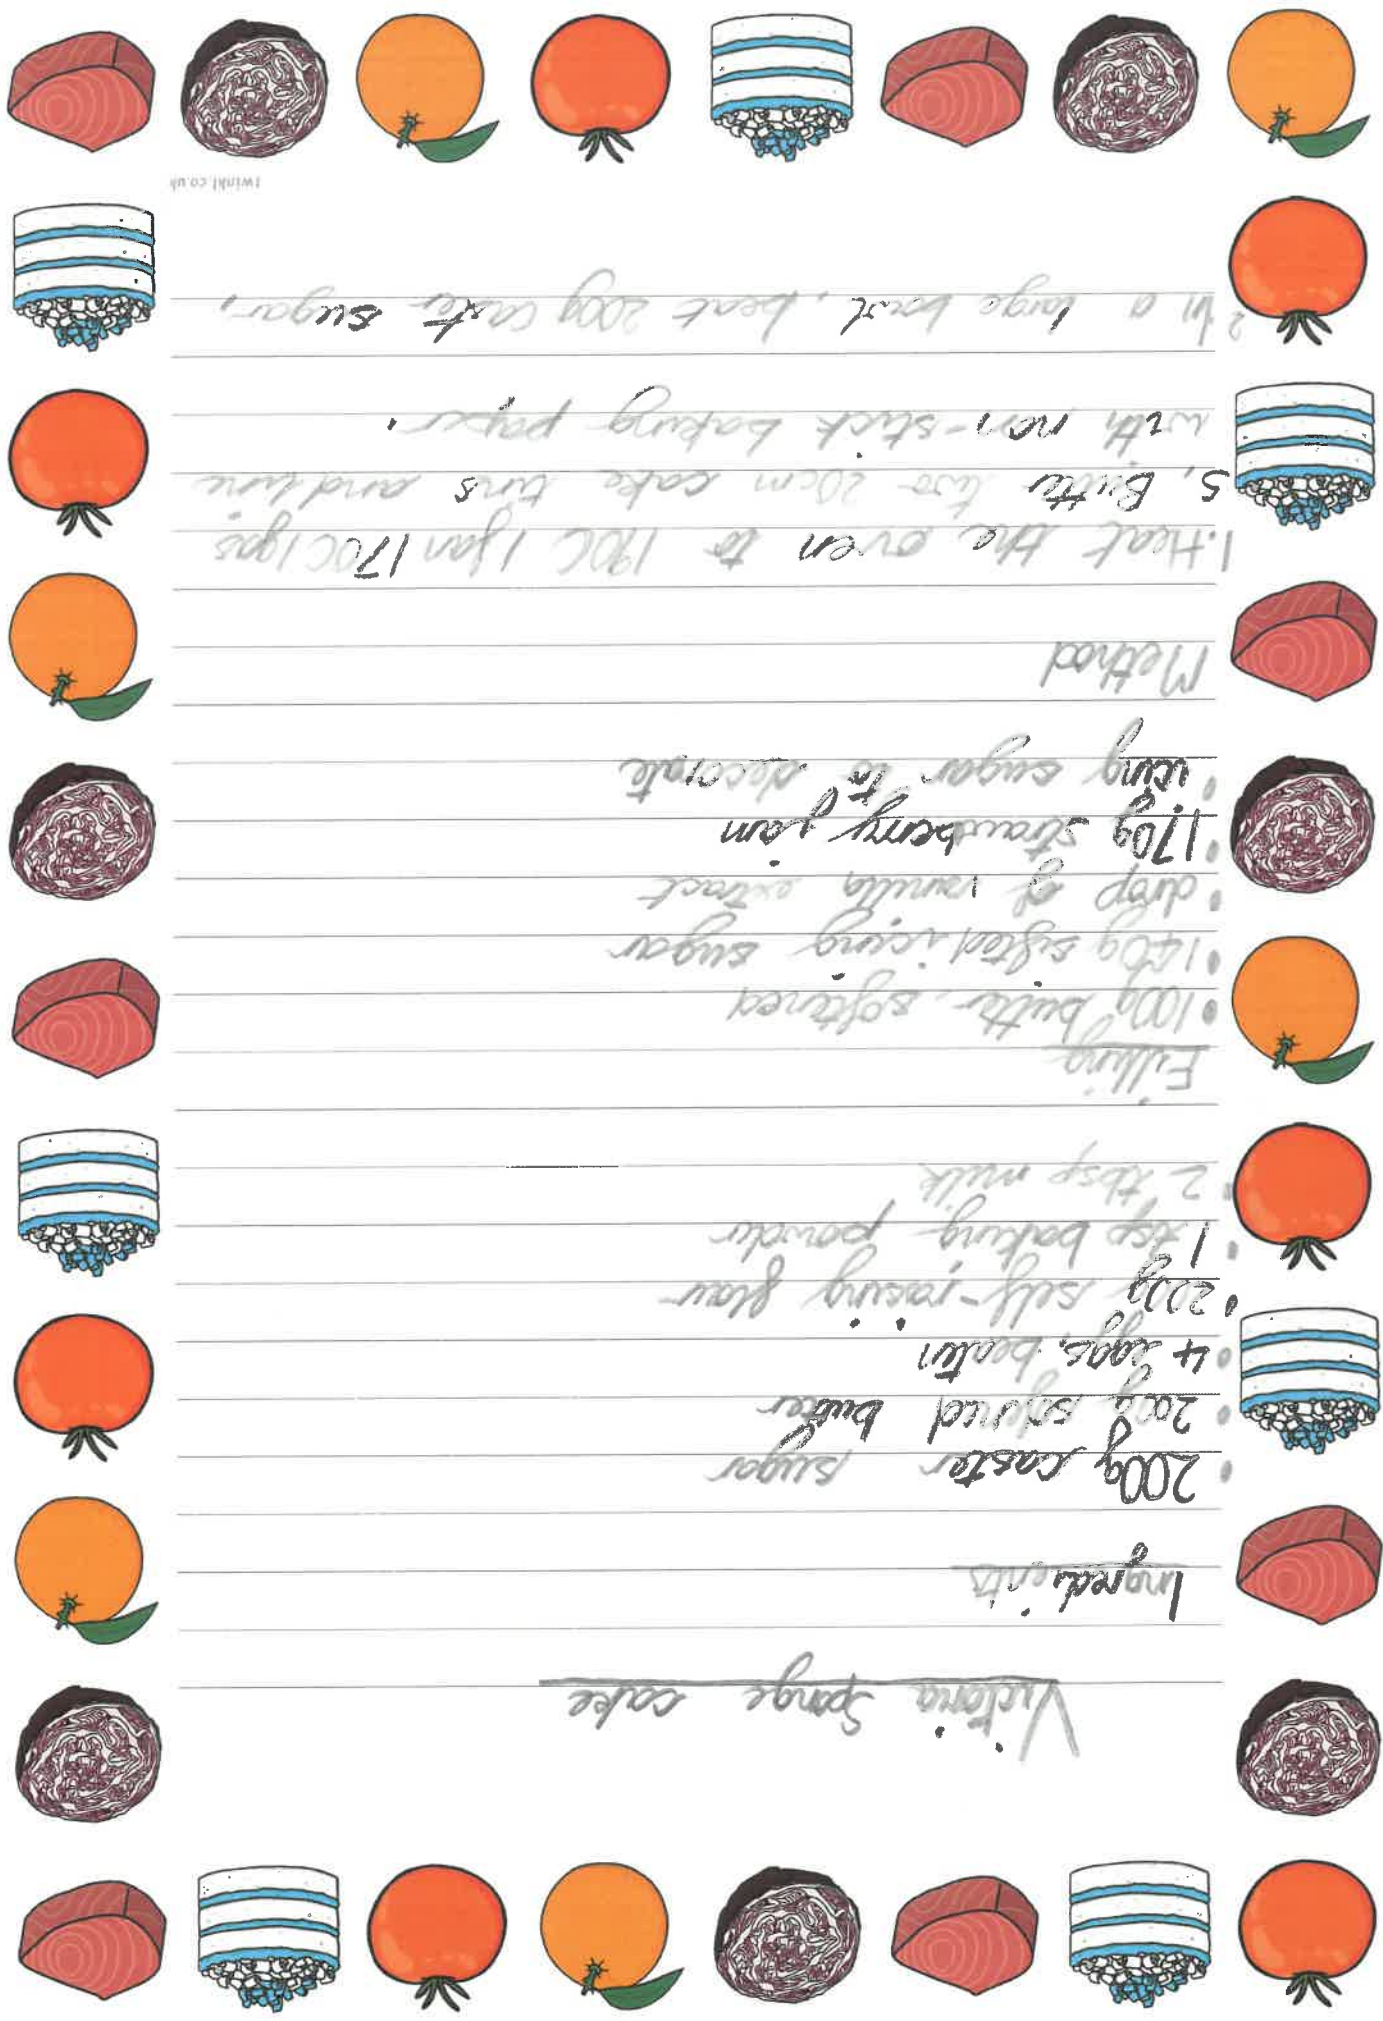 Victoria Sponge cake
Ingredients
• 200g caster sugar
• 200g softened butter
• 4 eggs, beaten
• 200g self-raising flour
• 1 tsp baking powder
• 2 tbsp milk
Filling
• 100g butter, softened
• 140g sifted icing sugar
• drop of vanilla extract
• 170g strawberry jam
• icing sugar to decorate
Method
1. Heat the oven to 190C / fan 170C / gas
5, Butter two 20cm cake tins and line
with non-stick baking paper.
2 In a large bowl, beat 200g caster sugar,
twinkl.co.uk